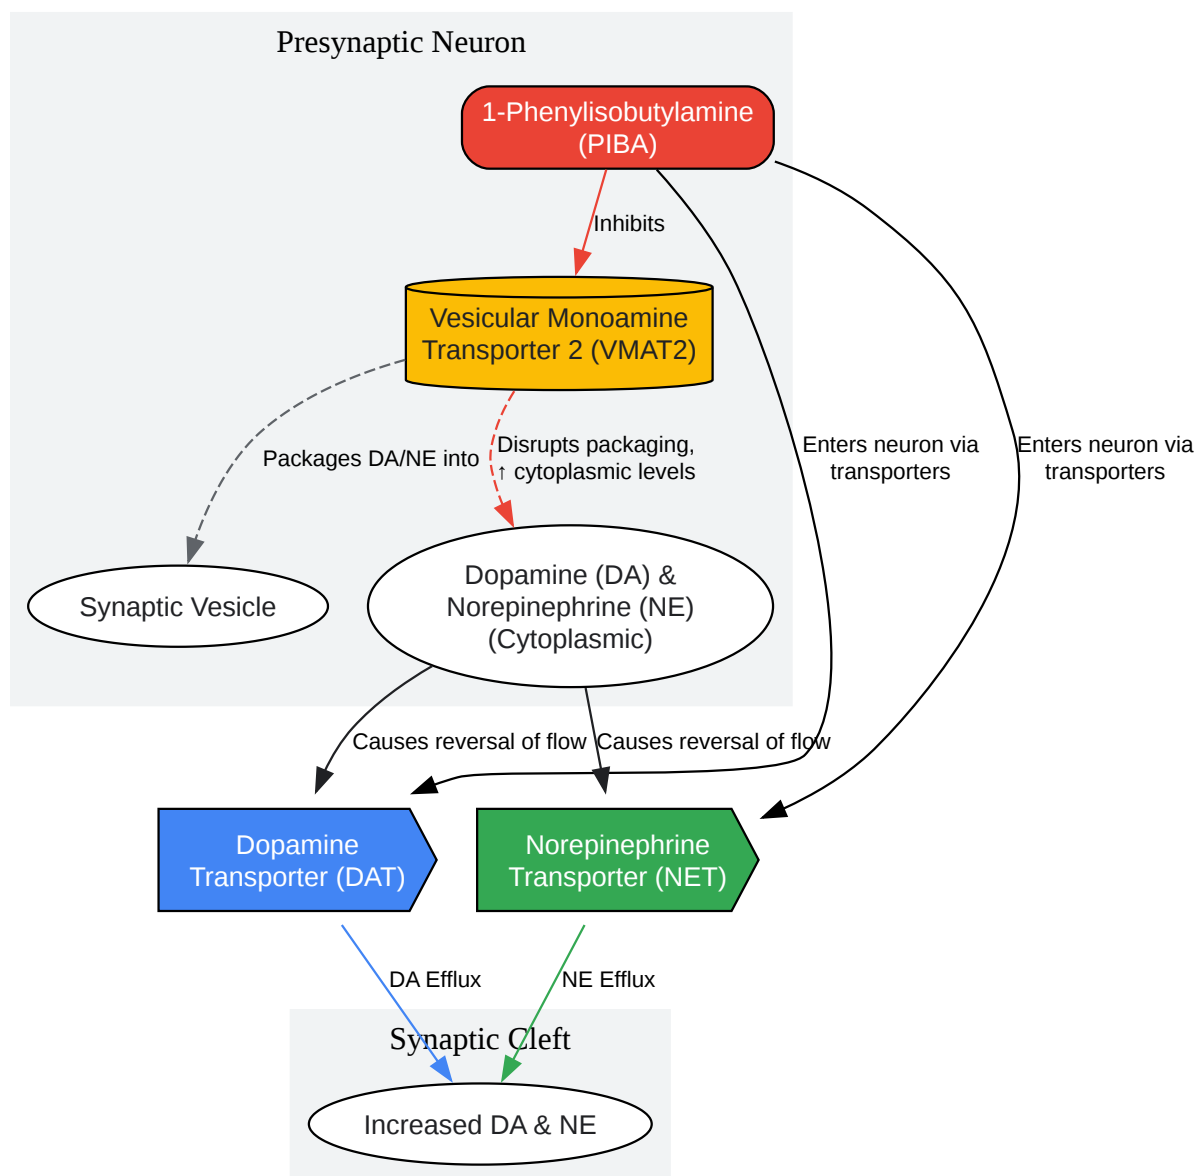 Presynaptic Neuron
1-Phenylisobutylamine
(PIBA)
Inhibits
Vesicular Monoamine
Transporter 2 (VMAT2)
Packages DA/NE into
Disrupts packaging,
↑ cytoplasmic levels
Enters neuron via
transporters
Enters neuron via
transporters
Synaptic Vesicle
Dopamine (DA) &
Norepinephrine (NE)
(Cytoplasmic)
Causes reversal of flow
Causes reversal of flow
Dopamine
Transporter (DAT)
Norepinephrine
Transporter (NET)
DA Efflux
NE Efflux
Synaptic Cleft
Increased DA & NE